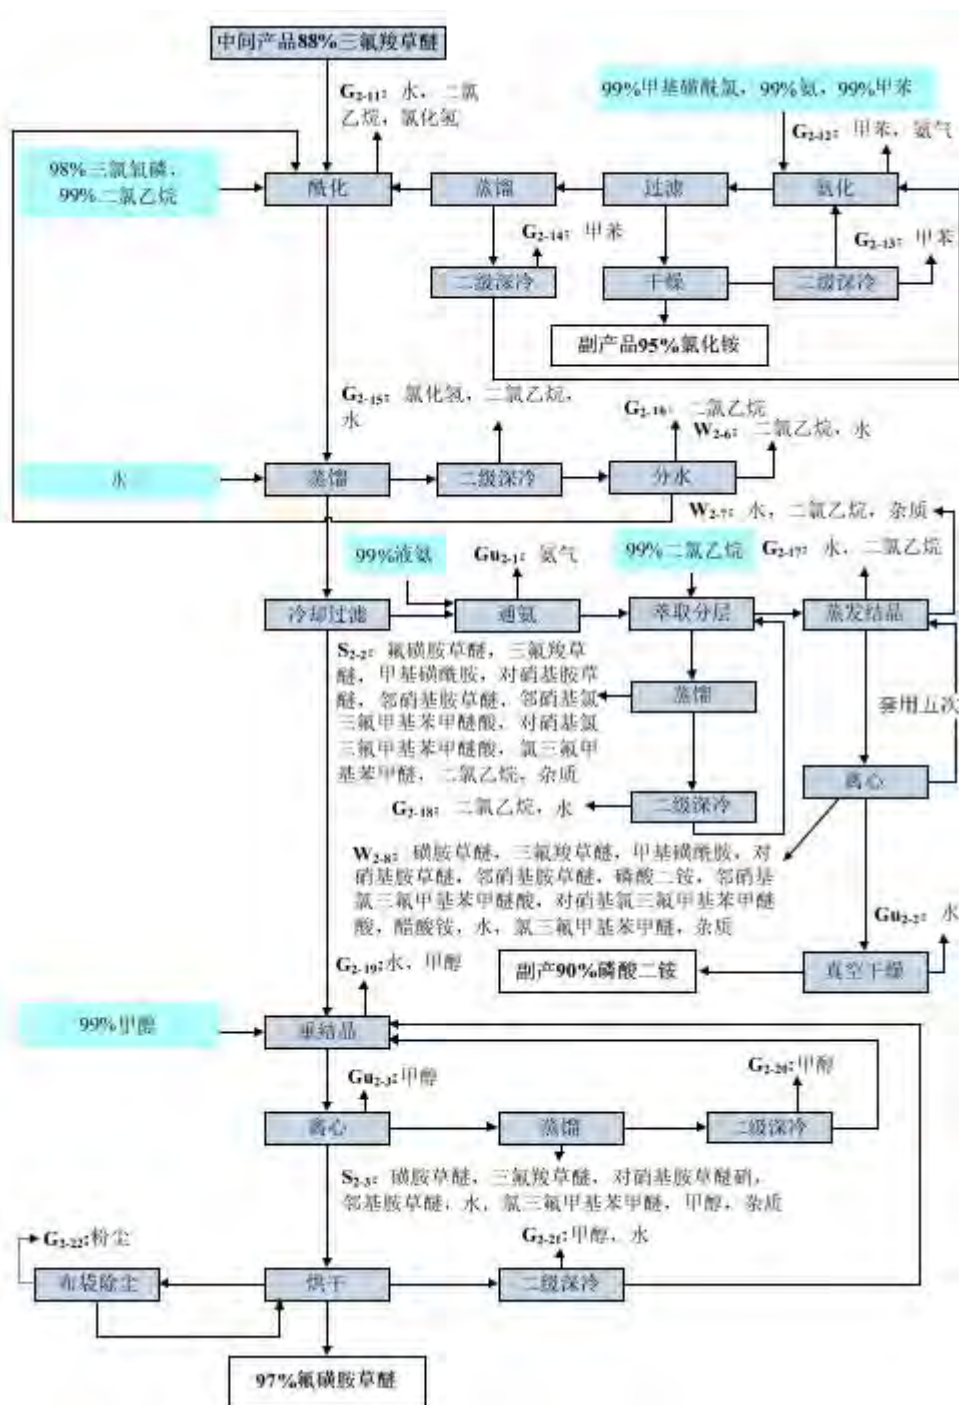 中间产品88%三氟羧草醚
G2-11：水，二氯
乙烷，氯化氢
99%甲基磺酰氯，99%氨，99%甲苯
G2-12：甲苯，氨气
98%三氯氧磷，
99%二氯乙烷
酰化
蒸馏
过滤
氨化
G2-14：甲苯
G2-13：甲苯
二级深冷
干燥
二级深冷
副产品95%氯化铵
G2-15：氯化氢，二氯乙烷，
水
G2-16：二氯乙烷
W2-6：二氯乙烷，水
水
蒸馏
二级深冷
分水
W2-7：水，二氯乙烷，杂质
99%液氨
Gu2-1：氨气
99%二氯乙烷
G2-17：水，二氯乙烷
冷却过滤
通氨
萃取分层
蒸发结晶
S2-2：氟磺胺草醚，三氟羧草
醚，甲基磺酰胺，对硝基胺草
醚，邻硝基胺草醚，邻硝基氯
三氟甲基苯甲醚酸，对硝基氯
三氟甲基苯甲醚酸，氯三氟甲
基苯甲醚，二氯乙烷，杂质
蒸馏
套用五次
离心
G2-18：二氯乙烷，水
二级深冷
W2-8：磺胺草醚，三氟羧草醚，甲基磺酰胺，对
硝基胺草醚，邻硝基胺草醚，磷酸二铵，邻硝基
氯三氟甲基苯甲醚酸，对硝基氯三氟甲基苯甲醚
酸，醋酸铵，水，氯三氟甲基苯甲醚，杂质
Gu2-2：水
G2-19:水，甲醇
副产90%磷酸二铵
真空干燥
99%甲醇
重结晶
Gu2-3:甲醇
G2-20:甲醇
离心
蒸馏
二级深冷
S2-3：磺胺草醚，三氟羧草醚，对硝基胺草醚硝，
邻基胺草醚，水，氯三氟甲基苯甲醚，甲醇，杂质
G2-22:粉尘
G2-21:甲醇，水
布袋除尘
烘干
二级深冷
97%氟磺胺草醚